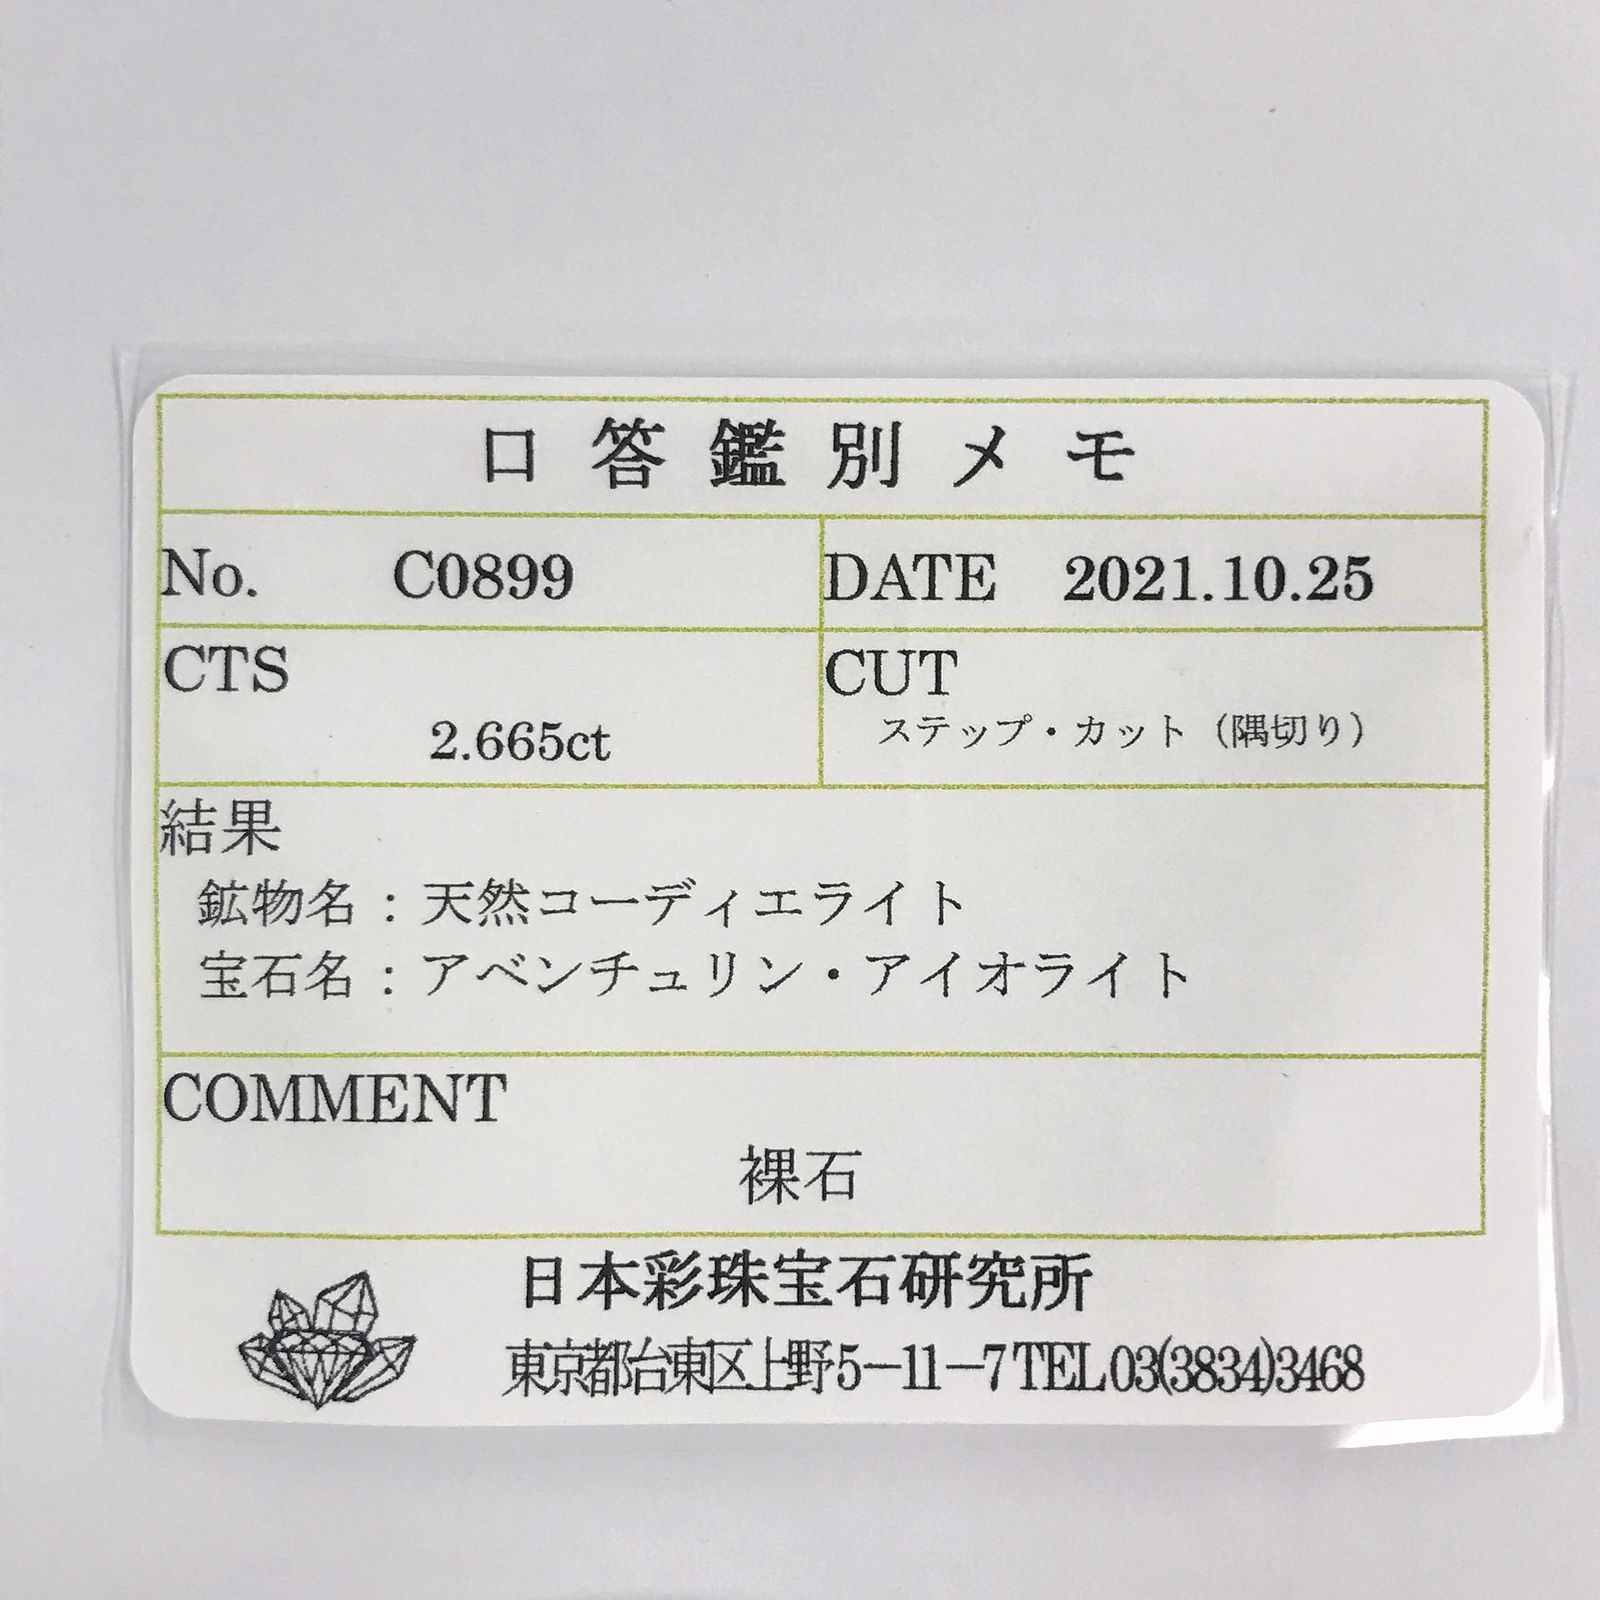 口答鑑別メモ
No. C0899 DATE 2021.10.25
CTS CUT
2.665ct ステップ・カット（隅切り）
結果
鉱物名：天然コーディエライト
宝石名：アベンチュリン・アイオライト
COMMENT
裸石
日本彩珠宝石研究所
東京都台東区上野5－11－7 TEL 03(3834)3468